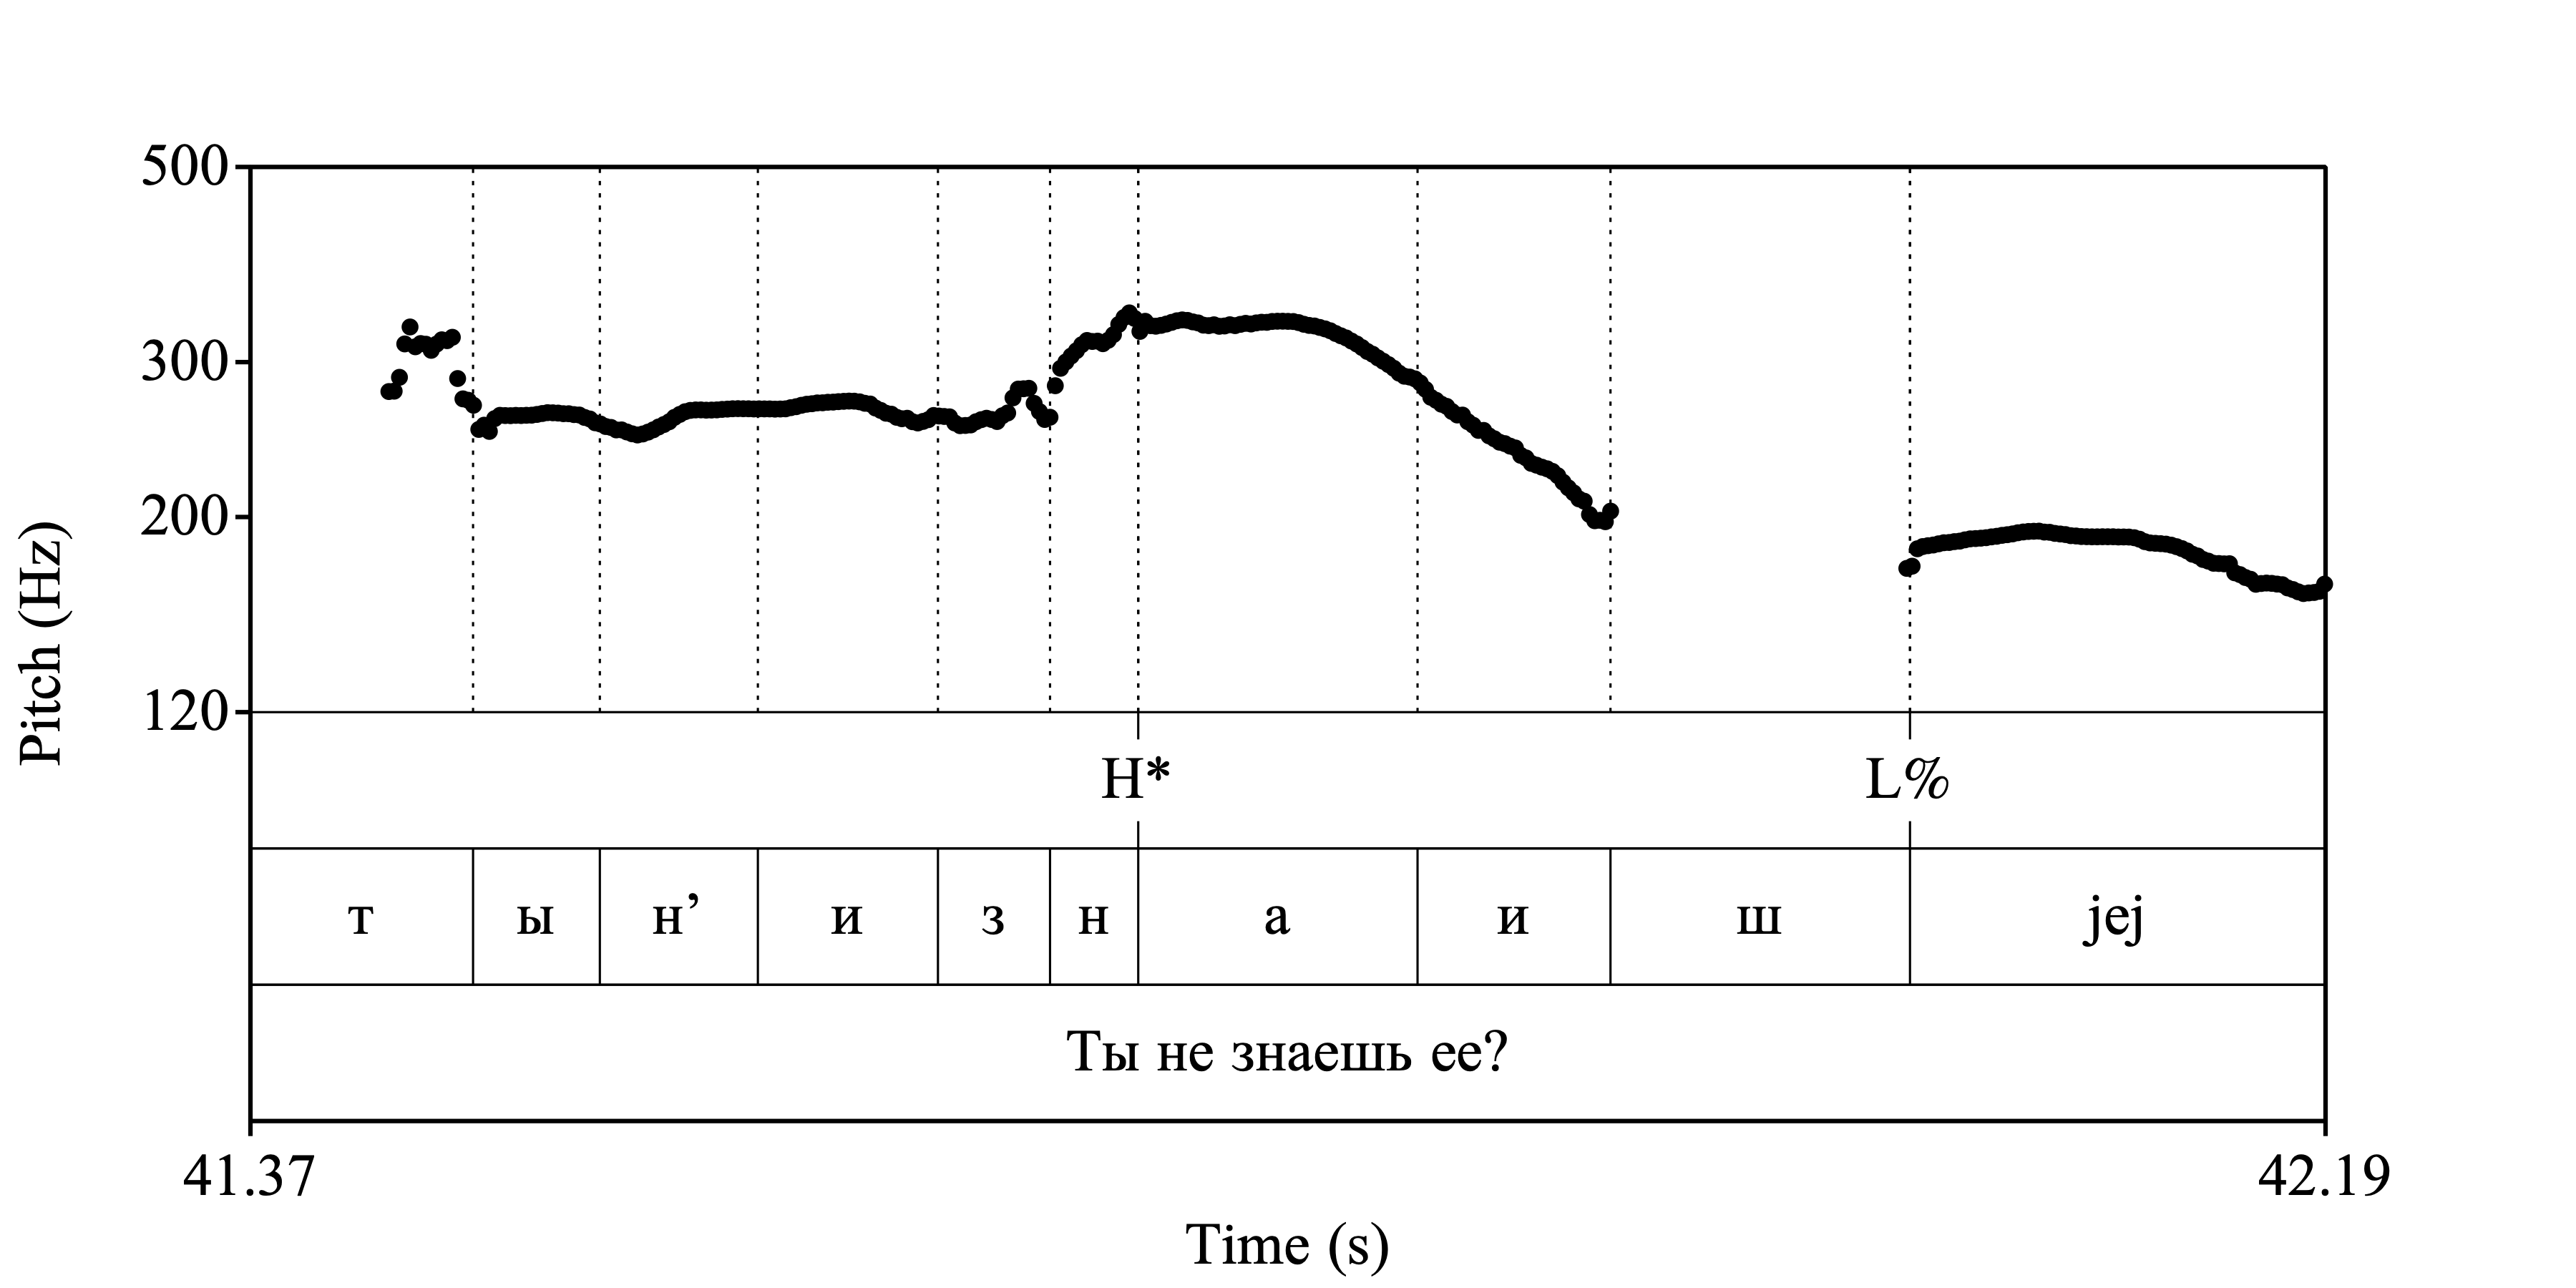 500
300
200
120
Pitch (Hz)
H* L%
т ы н’ и з н а и ш jej
Ты не знаешь ее?
41.37 42.19
Time (s)